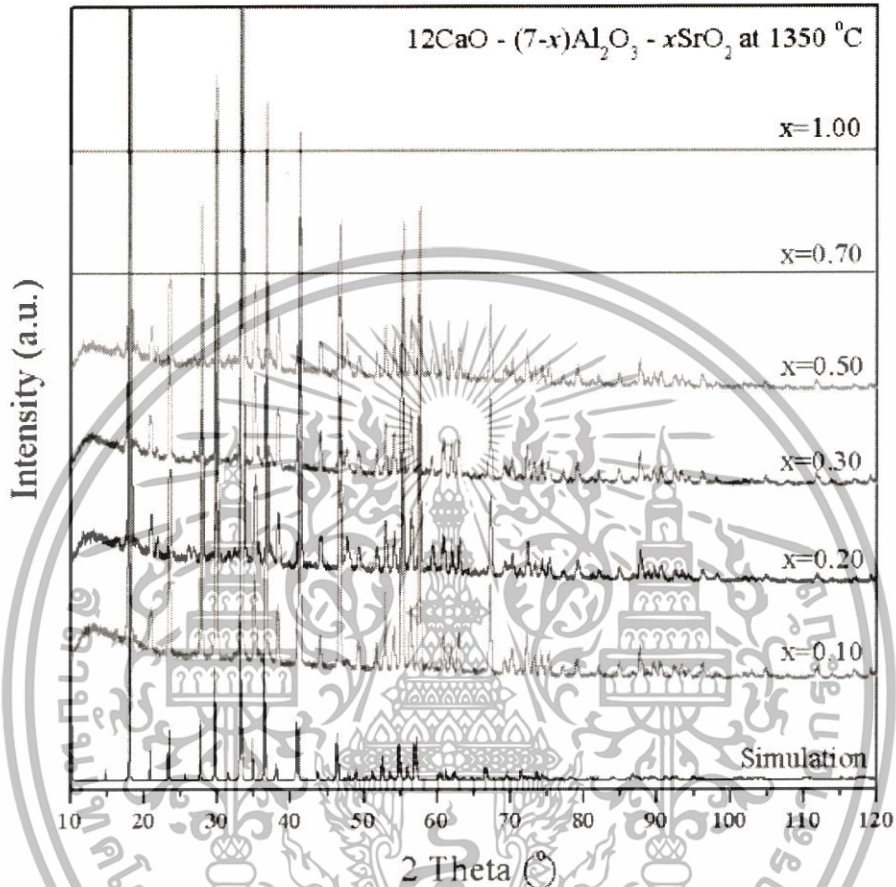 12CaO - (7-x)Al₂O₃ - xSrO₂ at 1350 °C
x=1.00
x=0.70
x=0.50
x=0.30
x=0.20
x=0.10
Simulation
Intensity (a.u.)
10 20 30 40 50 60 70 80 90 100 110 120
2 Theta (°)